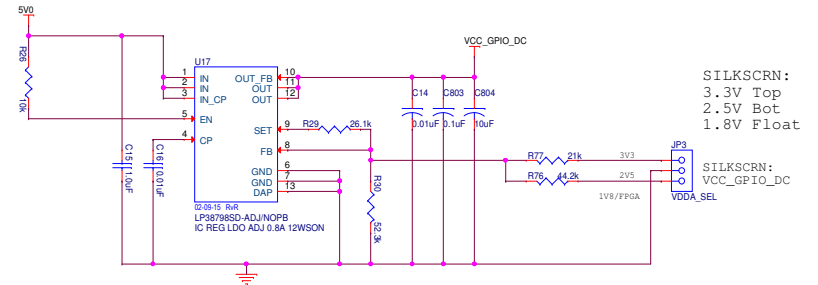 5V0
VCC_GPIO_DC
R26
10k
U17
1 IN
2 IN
3 IN_CP
5 EN
4 CP
OUT_FB 10
OUT 11
OUT 12
SET 9
FB 8
GND 6
GND 7
DAP 13
02-09-15 RvR
LP38798SD-ADJ/NOPB
IC REG LDO ADJ 0.8A 12WSON
C15 1.0uF
C16 0.01uF
R29 26.1k
R30
52.3k
C14 C803 C804
0.01uF 0.1uF 10uF
R77 21k 3V3
R76 44.2k 2V5
1V8/FPGA
JP3
VDDA_SEL
SILKSCRN:
3.3V Top
2.5V Bot
1.8V Float
SILKSCRN:
VCC_GPIO_DC